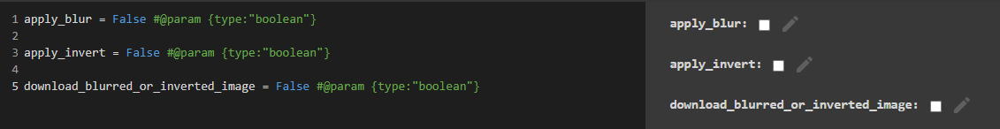 1 apply_blur = False #@param {type:"boolean"}
2
3 apply_invert = False #@param {type:"boolean"}
4
5 download_blurred_or_inverted_image = False #@param {type:"boolean"}
apply_blur:
apply_invert:
download_blurred_or_inverted_image: